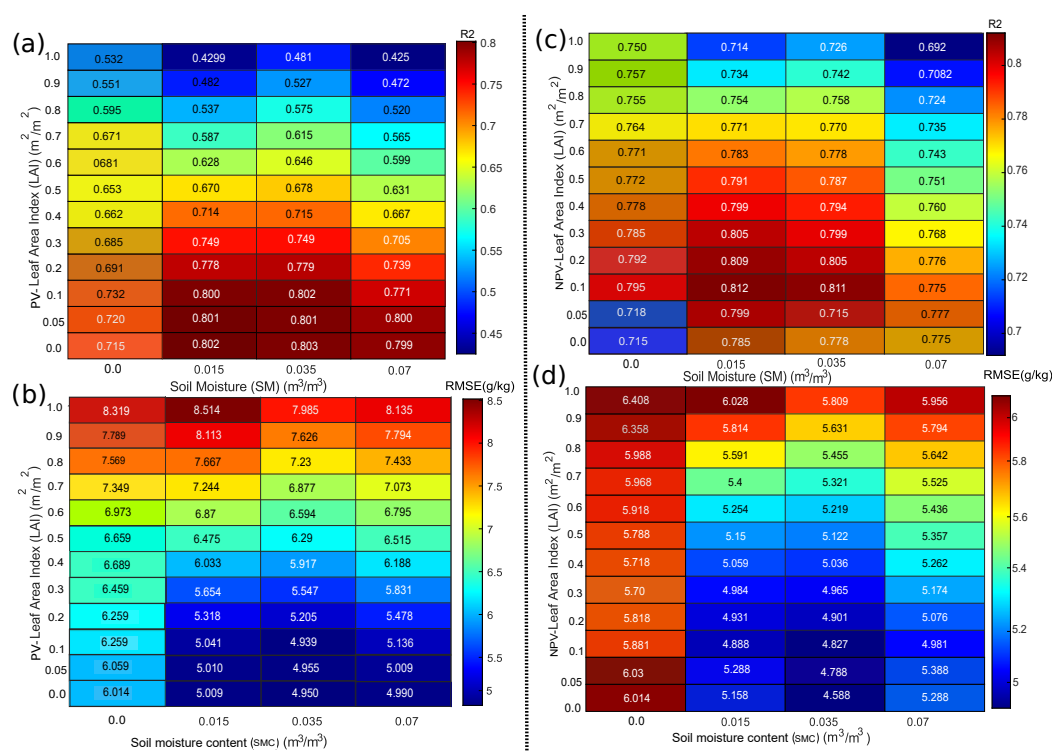 (a)
R2
PV-Leaf Area Index (LAI) (m2/m2)
1.0 0.532 0.4299 0.481 0.425
0.9 0.551 0.482 0.527 0.472
0.8 0.595 0.537 0.575 0.520
0.7 0.671 0.587 0.615 0.565
0.6 0681 0.628 0.646 0.599
0.5 0.653 0.670 0.678 0.631
0.4 0.662 0.714 0.715 0.667
0.3 0.685 0.749 0.749 0.705
0.2 0.691 0.778 0.779 0.739
0.1 0.732 0.800 0.802 0.771
0.05 0.720 0.801 0.801 0.800
0.0 0.715 0.802 0.803 0.799
0.0 0.015 0.035 0.07
Soil Moisture (SM) (m3/m3)
0.8
0.75
0.7
0.65
0.6
0.55
0.5
0.45
(b)
RMSE(g/kg)
PV-Leaf Area Index (LAI) (m2/m2)
1.0 8.319 8.514 7.985 8.135
0.9 7.789 8.113 7.626 7.794
0.8 7.569 7.667 7.23 7.433
0.7 7.349 7.244 6.877 7.073
0.6 6.973 6.87 6.594 6.795
0.5 6.659 6.475 6.29 6.515
0.4 6.689 6.033 5.917 6.188
0.3 6.459 5.654 5.547 5.831
0.2 6.259 5.318 5.205 5.478
0.1 6.259 5.041 4.939 5.136
0.05 6.059 5.010 4.955 5.009
0.0 6.014 5.009 4.950 4.990
0.0 0.015 0.035 0.07
Soil moisture content (SMC) (m3/m3)
8.5
8
7.5
7
6.5
6
5.5
5
(c)
R2
NPV-Leaf Area Index (LAI) (m2/m2)
1.0 0.750 0.714 0.726 0.692
0.9 0.757 0.734 0.742 0.7082
0.8 0.755 0.754 0.758 0.724
0.7 0.764 0.771 0.770 0.735
0.6 0.771 0.783 0.778 0.743
0.5 0.772 0.791 0.787 0.751
0.4 0.778 0.799 0.794 0.760
0.3 0.785 0.805 0.799 0.768
0.2 0.792 0.809 0.805 0.776
0.1 0.795 0.812 0.811 0.775
0.05 0.718 0.799 0.715 0.777
0.0 0.715 0.785 0.778 0.775
0.0 0.015 0.035 0.07
Soil Moisture (SM) (m3/m3)
0.8
0.78
0.76
0.74
0.72
0.7
(d)
RMSE(g/kg)
NPV-Leaf Area Index (LAI) (m2/m2)
1.0 6.408 6.028 5.809 5.956
0.9 6.358 5.814 5.631 5.794
0.8 5.988 5.591 5.455 5.642
0.7 5.968 5.4 5.321 5.525
0.6 5.918 5.254 5.219 5.436
0.5 5.788 5.15 5.122 5.357
0.4 5.718 5.059 5.036 5.262
0.3 5.70 4.984 4.965 5.174
0.2 5.818 4.931 4.901 5.076
0.1 5.881 4.888 4.827 4.981
0.05 6.03 5.288 4.788 5.388
0.0 6.014 5.158 4.588 5.288
0.0 0.015 0.035 0.07
Soil moisture content (SMC) (m3/m3)
6
5.8
5.6
5.4
5.2
5